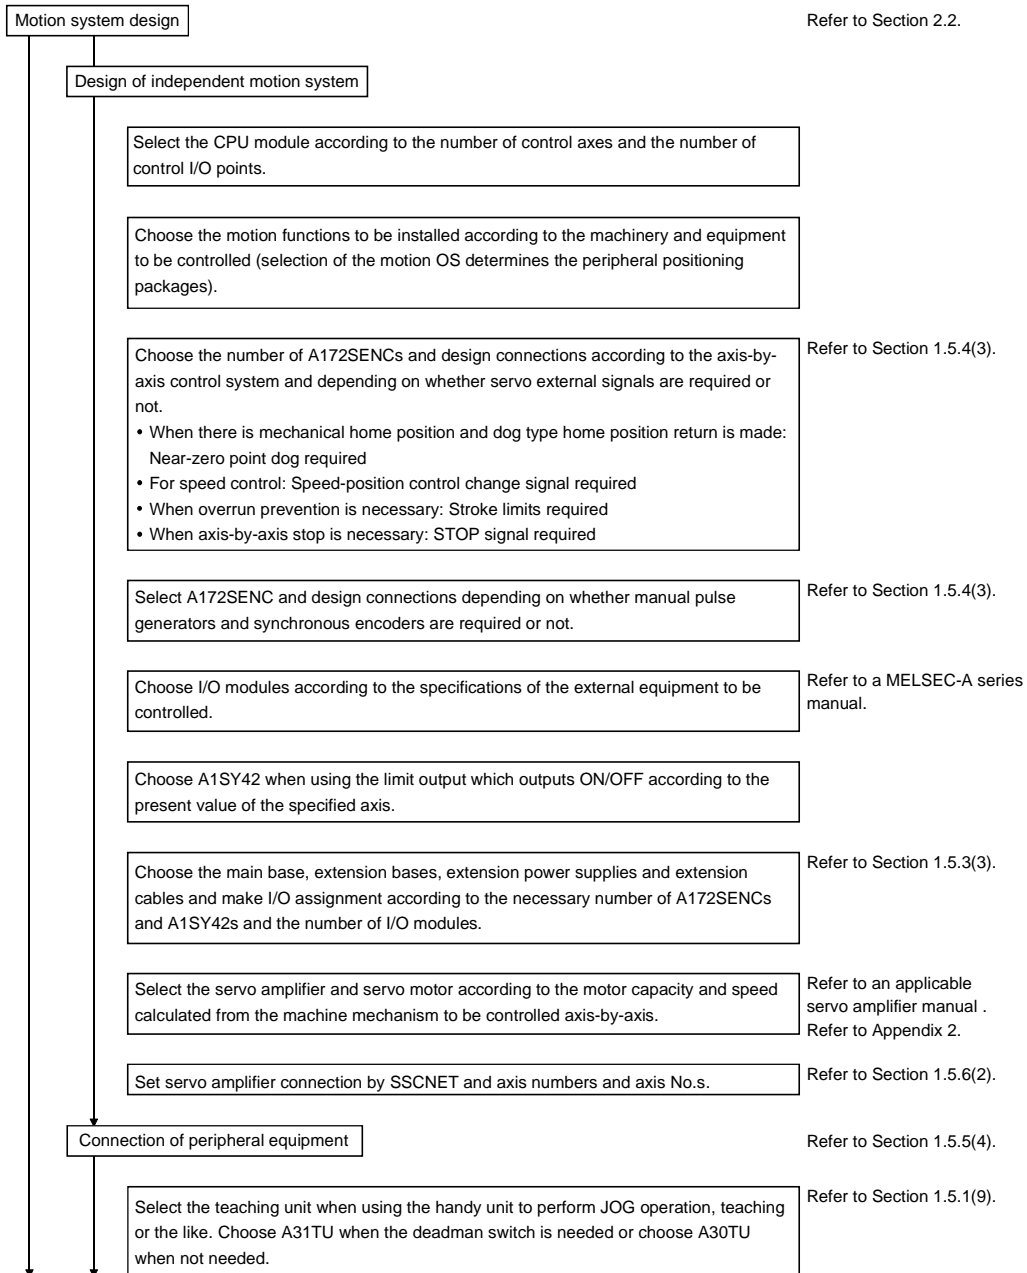 Motion system design
Refer to Section 2.2.
Design of independent motion system
Select the CPU module according to the number of control axes and the number of
control I/O points.
Choose the motion functions to be installed according to the machinery and equipment
to be controlled (selection of the motion OS determines the peripheral positioning
packages).
Choose the number of A172SENCs and design connections according to the axis-by-
axis control system and depending on whether servo external signals are required or
not.
• When there is mechanical home position and dog type home position return is made:
Near-zero point dog required
• For speed control: Speed-position control change signal required
• When overrun prevention is necessary: Stroke limits required
• When axis-by-axis stop is necessary: STOP signal required
Refer to Section 1.5.4(3).
Select A172SENC and design connections depending on whether manual pulse
generators and synchronous encoders are required or not.
Refer to Section 1.5.4(3).
Choose I/O modules according to the specifications of the external equipment to be
controlled.
Refer to a MELSEC-A series
manual.
Choose A1SY42 when using the limit output which outputs ON/OFF according to the
present value of the specified axis.
Choose the main base, extension bases, extension power supplies and extension
cables and make I/O assignment according to the necessary number of A172SENCs
and A1SY42s and the number of I/O modules.
Refer to Section 1.5.3(3).
Select the servo amplifier and servo motor according to the motor capacity and speed
calculated from the machine mechanism to be controlled axis-by-axis.
Refer to an applicable
servo amplifier manual .
Refer to Appendix 2.
Set servo amplifier connection by SSCNET and axis numbers and axis No.s.
Refer to Section 1.5.6(2).
Connection of peripheral equipment
Refer to Section 1.5.5(4).
Select the teaching unit when using the handy unit to perform JOG operation, teaching
or the like. Choose A31TU when the deadman switch is needed or choose A30TU
when not needed.
Refer to Section 1.5.1(9).